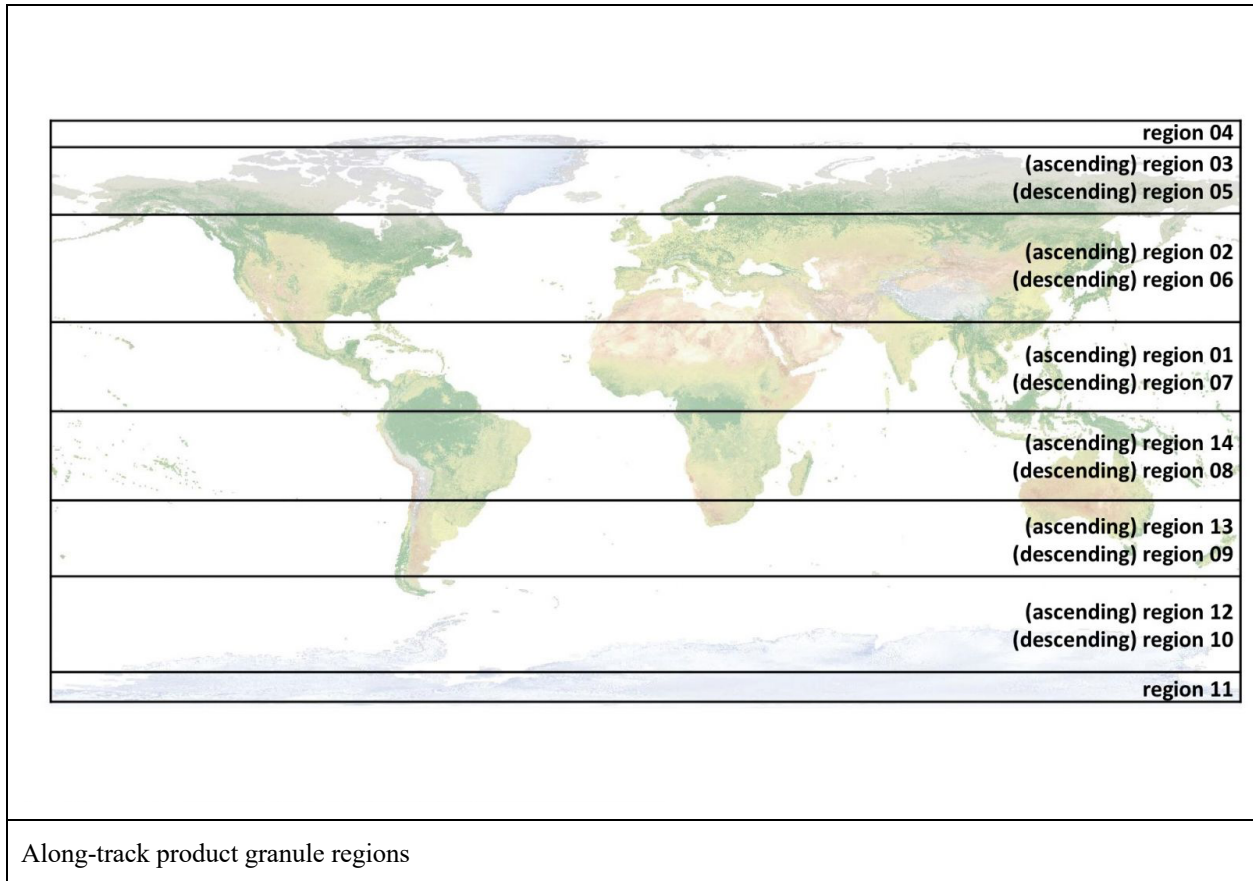 region 04
(ascending) region 03
(descending) region 05
(ascending) region 02
(descending) region 06
(ascending) region 01
(descending) region 07
(ascending) region 14
(descending) region 08
(ascending) region 13
(descending) region 09
(ascending) region 12
(descending) region 10
region 11
Along-track product granule regions